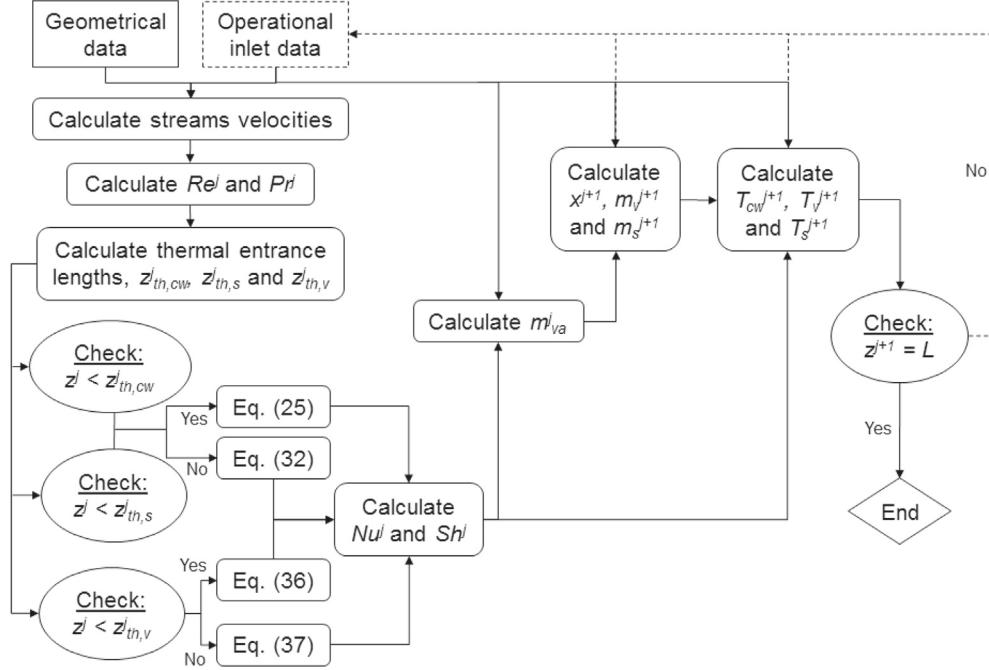 Geometrical
data
Operational
inlet data
Calculate streams velocities
Calculate Re^j and Pr^j
Calculate thermal entrance
lengths, z^j_th,cw, z^j_th,s and z^j_th,v
Check:
z^j < z^j_th,cw
Check:
z^j < z^j_th,s
Check:
z^j < z^j_th,v
Yes
Eq. (25)
No
Eq. (32)
Yes
Eq. (36)
No
Eq. (37)
Calculate
Nu^j and Sh^j
Calculate m^j_va
Calculate
x^j+1, m_v^j+1
and m_s^j+1
Calculate
T_cw^j+1, T_v^j+1
and T_s^j+1
No
Check:
z^j+1 = L
Yes
End